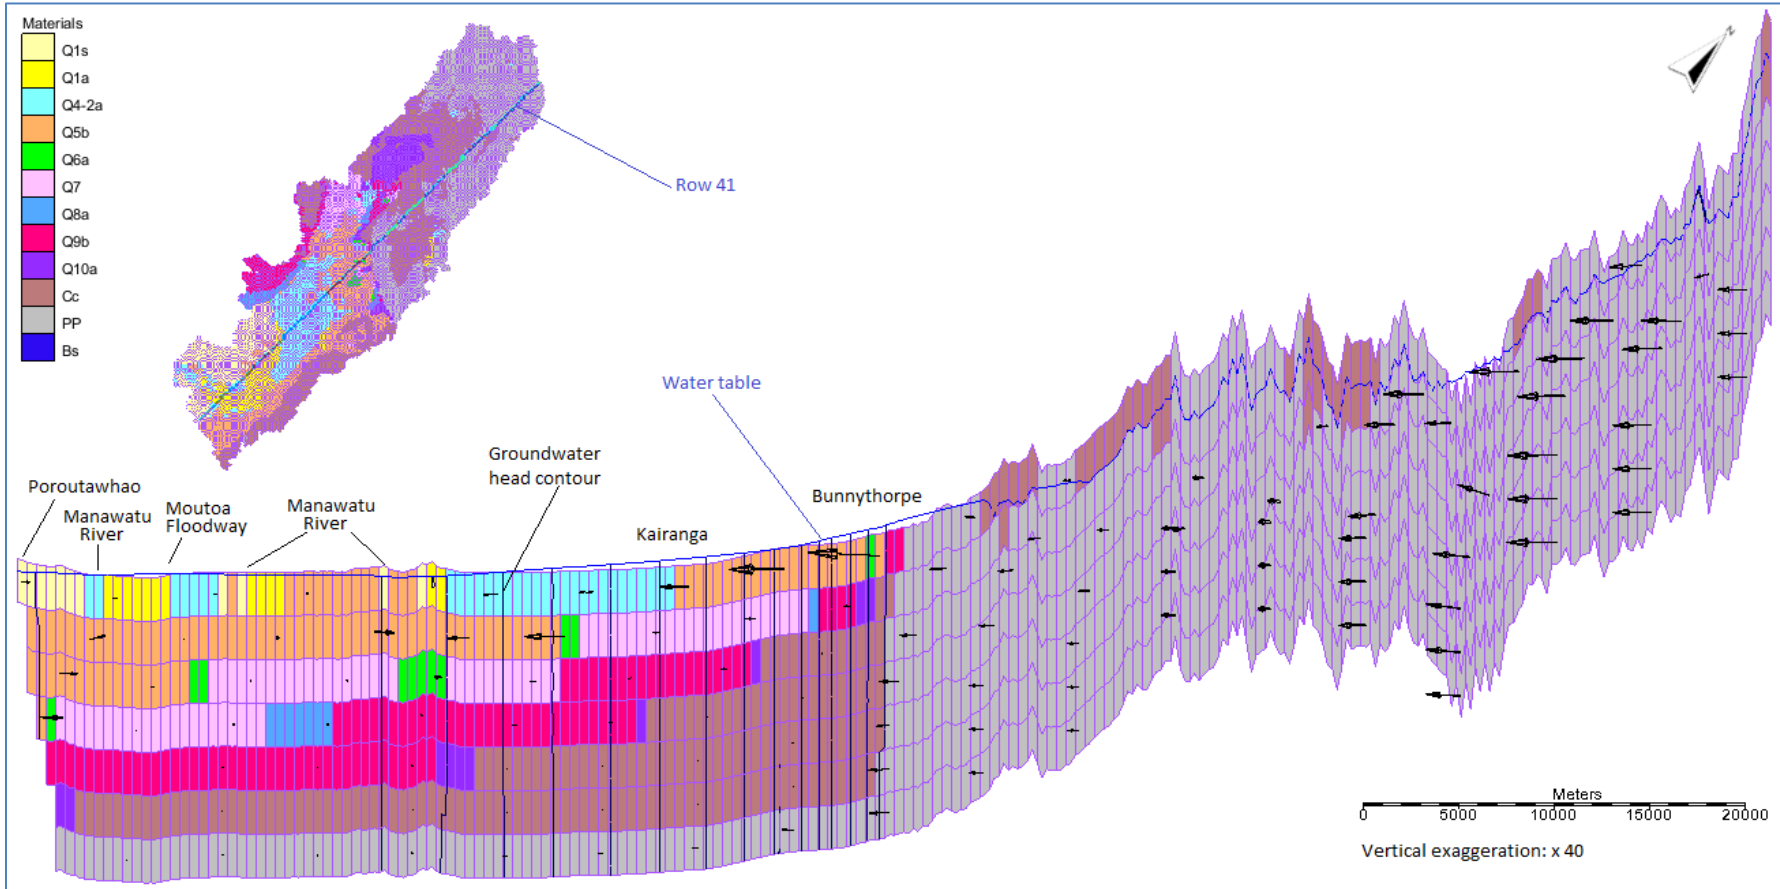 Materials
Q1s
Q1a
Q4-2a
Q5b
Q6a
Q7
Q8a
Q9b
Q10a
Cc
PP
Bs
Row 41
Water table
Groundwater
head contour
Poroutawhao
Manawatu
River
Moutoa
Floodway
Manawatu
River
Kairanga
Bunnythorpe
Meters
0 5000 10000 15000 20000
Vertical exaggeration: x 40